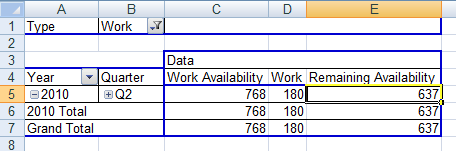 A B C D E
1 Type Work
2
3 Data
4 Year Quarter Work Availability Work Remaining Availability
5 2010 Q2 768 180 637
6 2010 Total 768 180 637
7 Grand Total 768 180 637
8